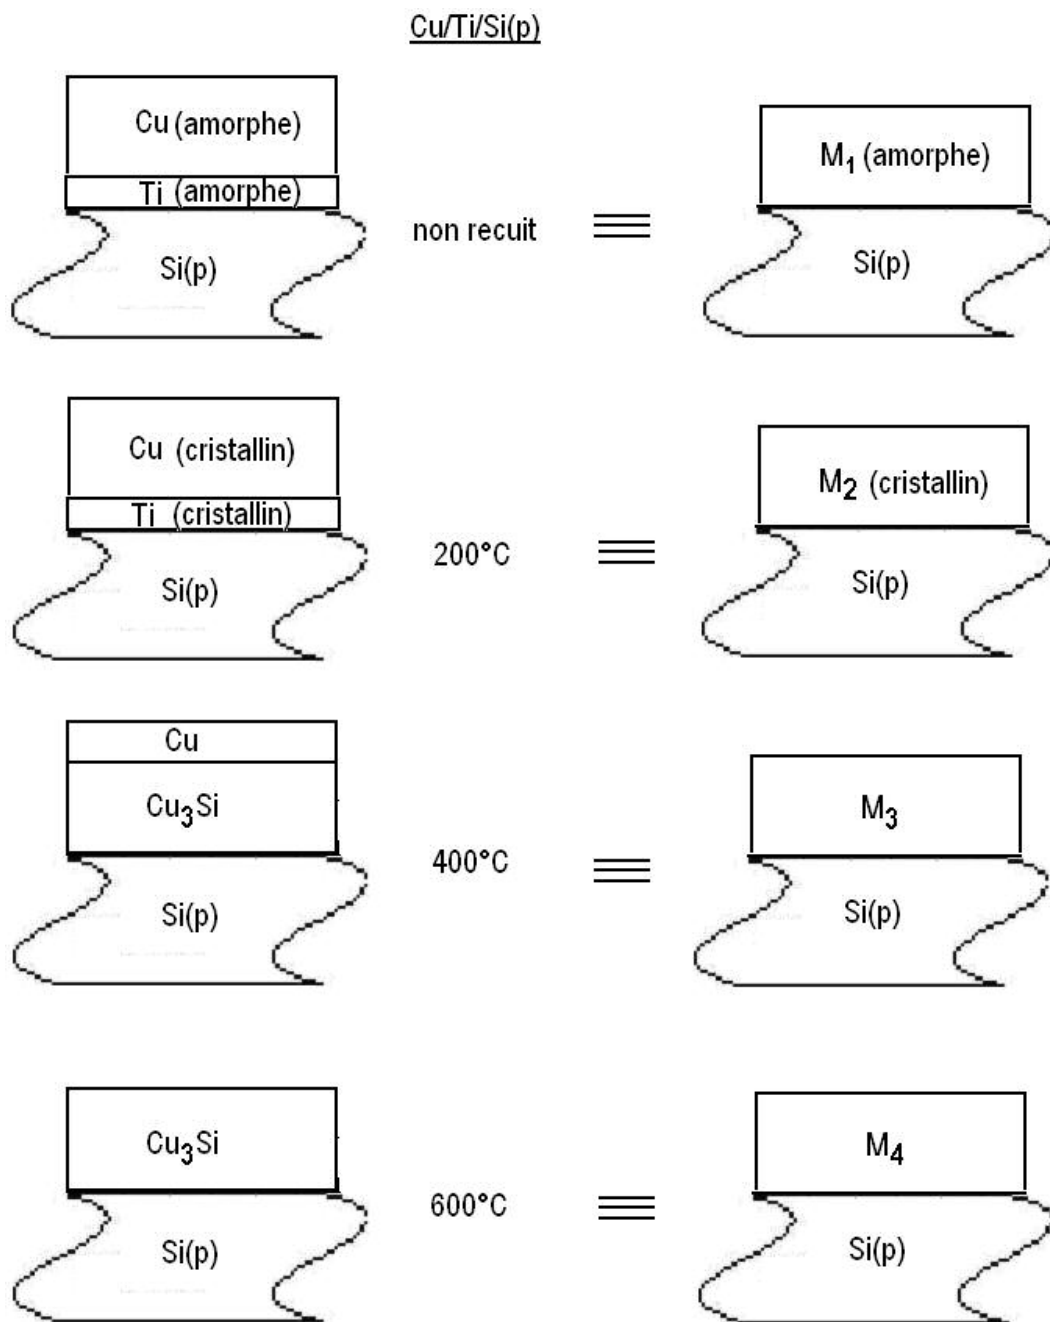 Cu/Ti/Si(p)
Cu (amorphe)
Ti (amorphe)
Si(p)
non recuit
M₁ (amorphe)
Si(p)
Cu (cristallin)
Ti (cristallin)
Si(p)
200°C
M₂ (cristallin)
Si(p)
Cu
Cu₃Si
Si(p)
400°C
M₃
Si(p)
Cu₃Si
Si(p)
600°C
M₄
Si(p)